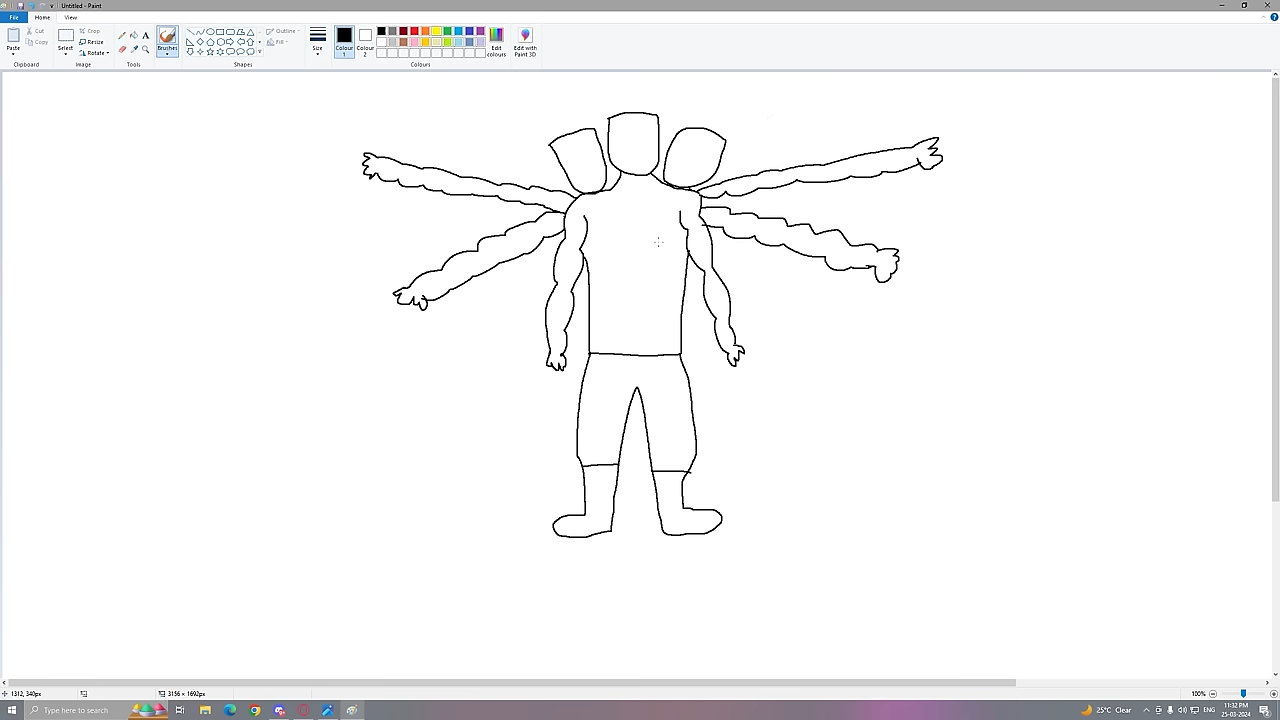 Untitled - Paint
File Home View
Paste
Cut
Copy
Clipboard
Select
Crop
Resize
Rotate
Image
Tools
Brushes
Shapes
Outline
Fill
Size
Colour 1
Colour 2
Edit colours
Edit with Paint 3D
Colours
1312, 340px
3156 × 1692px
100%
Type here to search
25°C Clear
ENG
11:32 PM
25-03-2024